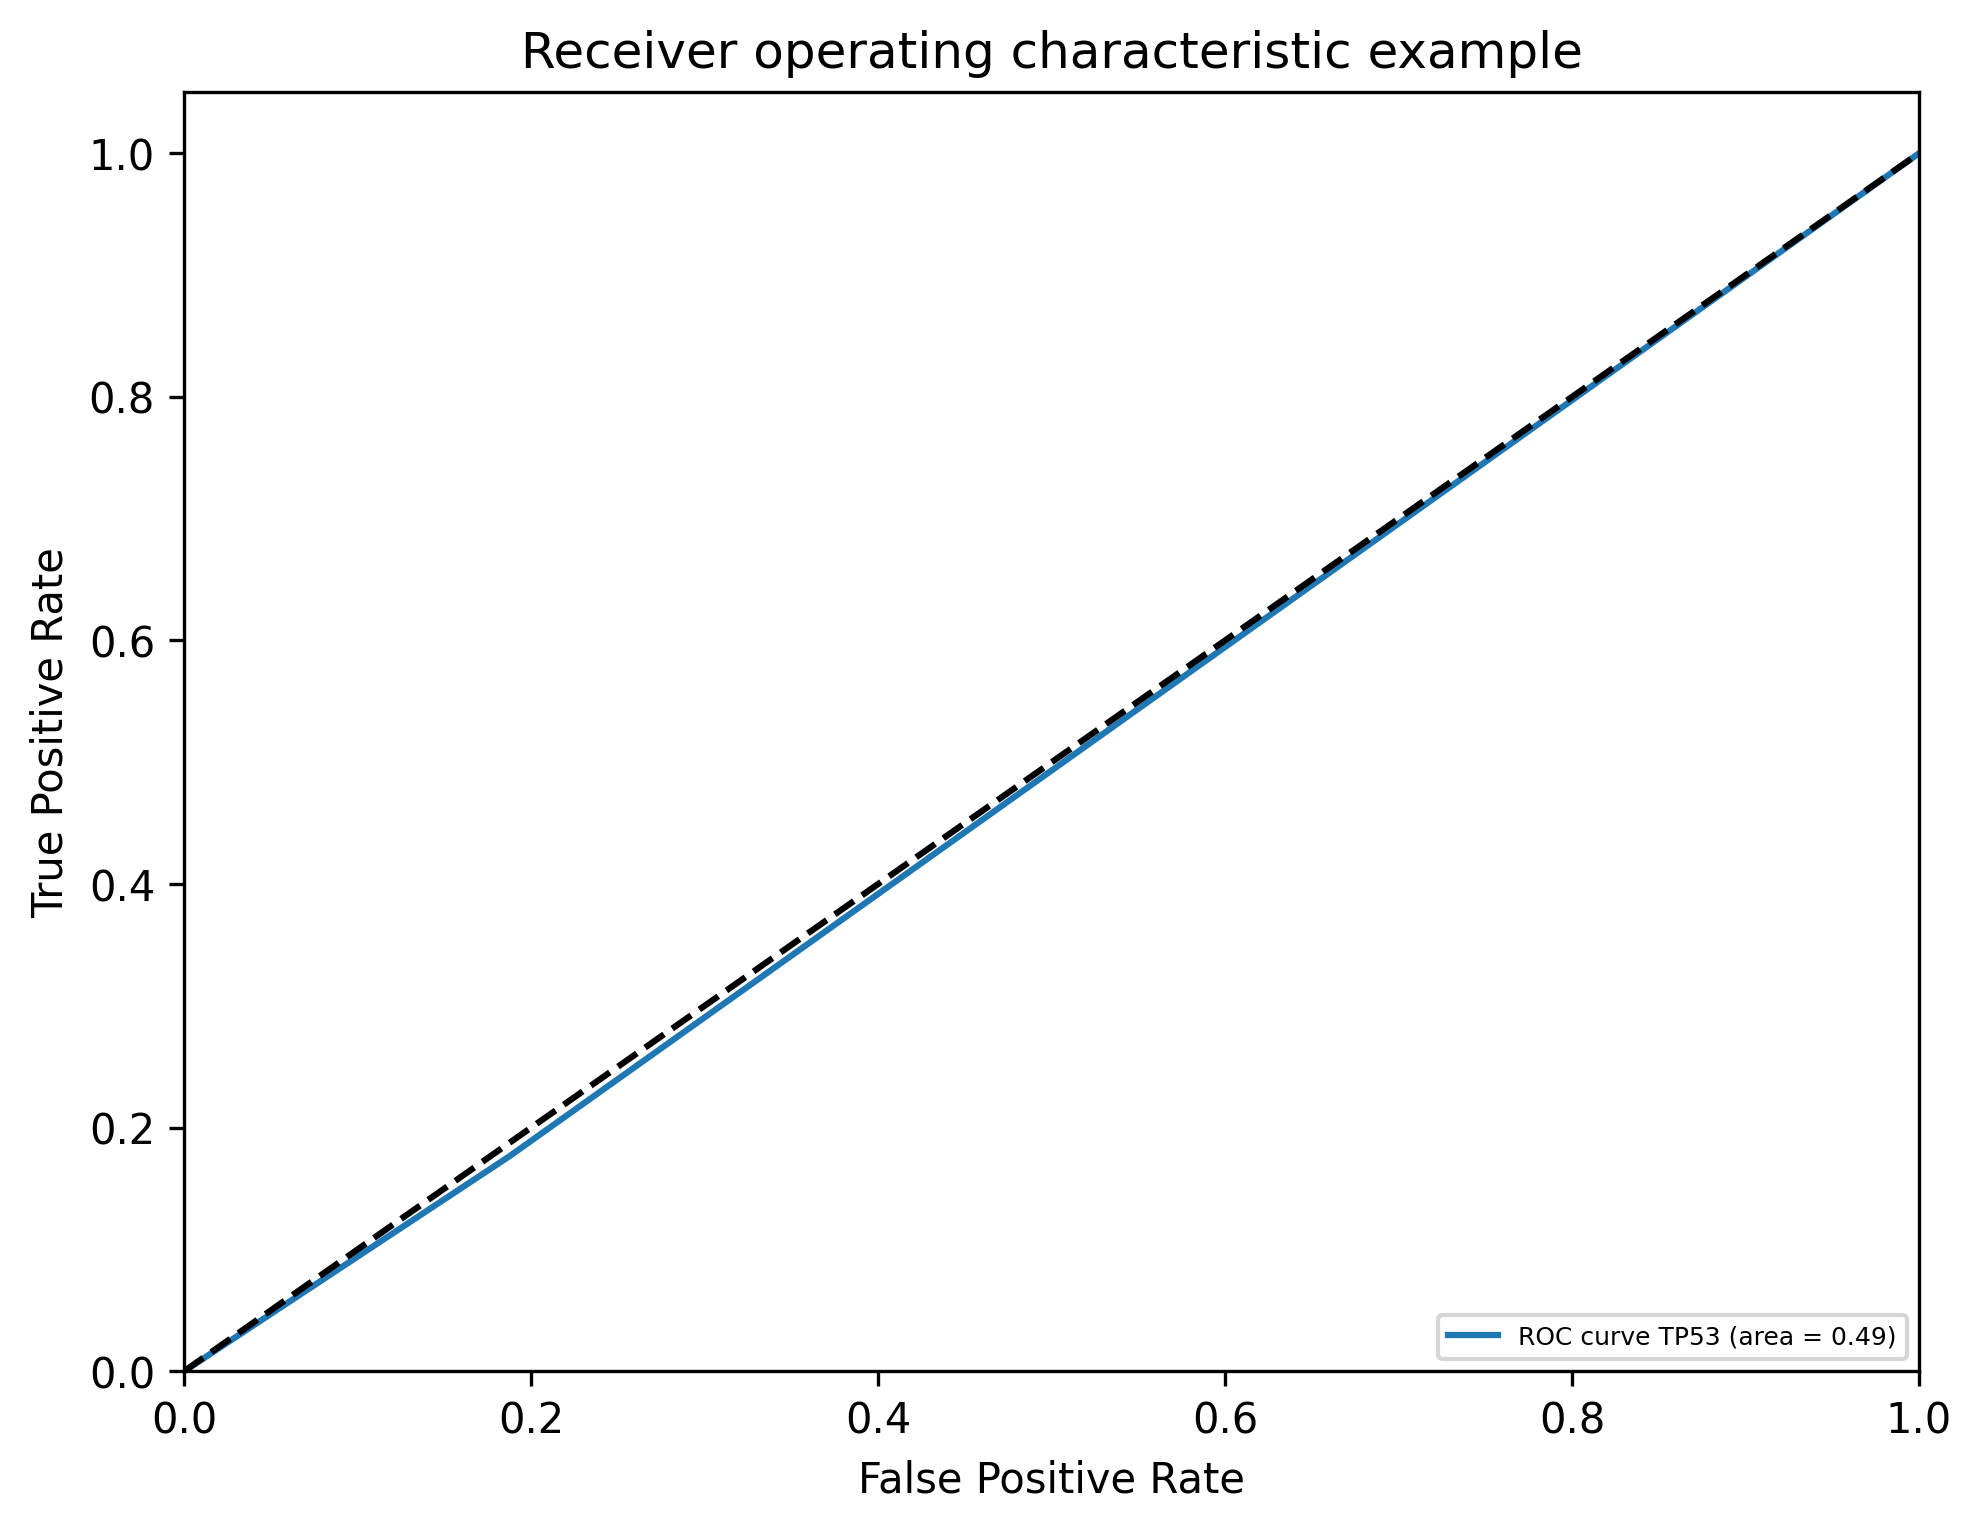 Receiver operating characteristic example
True Positive Rate
1.0
0.8
0.6
0.4
0.2
0.0
ROC curve TP53 (area = 0.49)
0.0 0.2 0.4 0.6 0.8 1.0
False Positive Rate